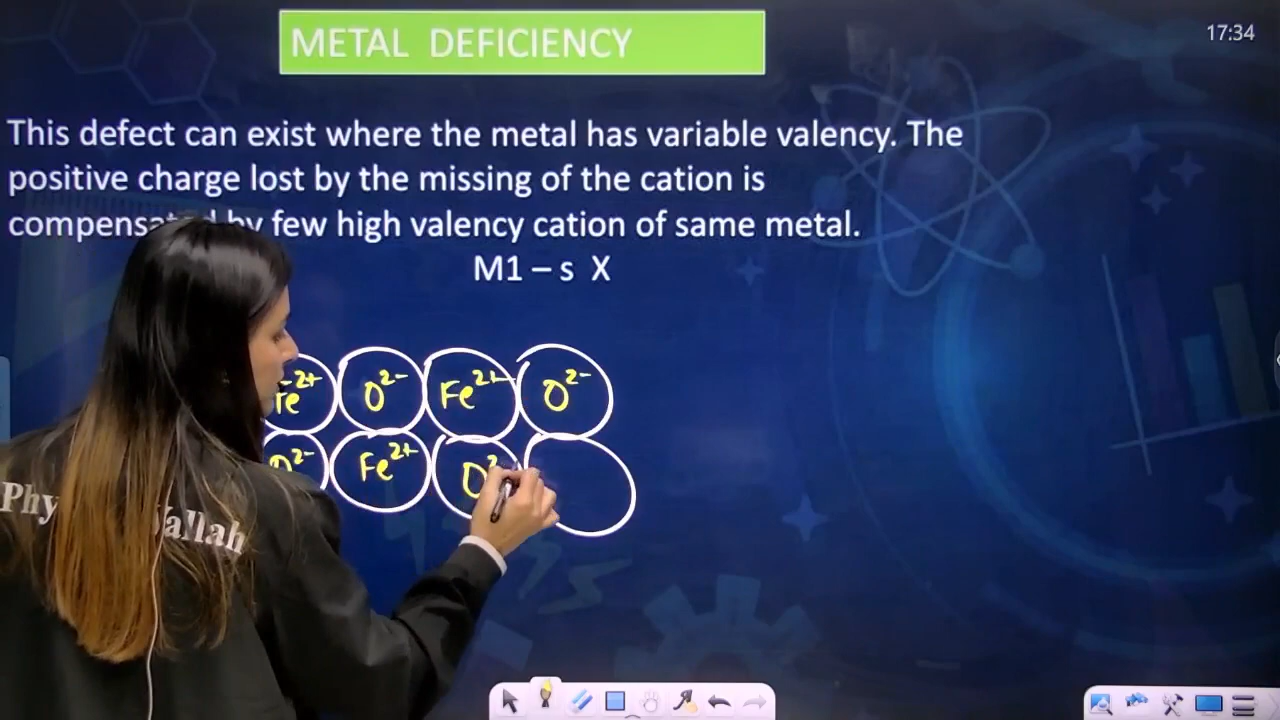 METAL DEFICIENCY
17:34
This defect can exist where the metal has variable valency. The
positive charge lost by the missing of the cation is
by few high valency cation of same metal.
M1 – s X
O²⁻ Fe²⁺ O²⁻
Fe²⁺